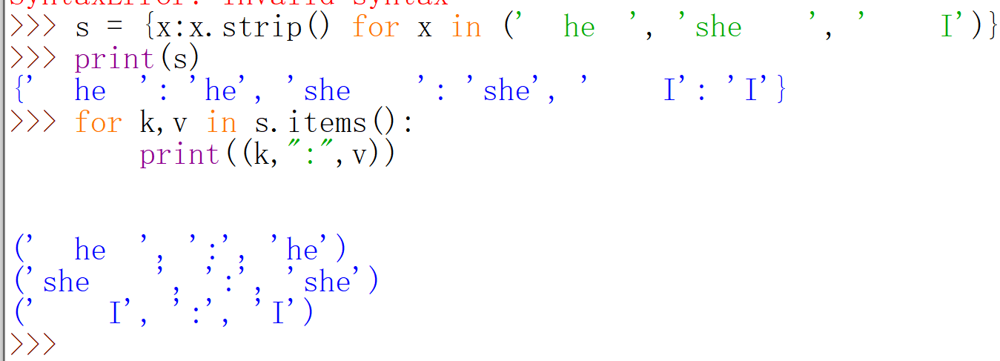 SyntaxError: invalid syntax
>>> s = {x:x.strip() for x in ('  he  ', 'she    ', '    I')}
>>> print(s)
{'  he  ': 'he', 'she    ': 'she', '    I': 'I'}
>>> for k,v in s.items():
        print((k,":",v))
('  he  ', ':', 'he')
('she    ', ':', 'she')
('    I', ':', 'I')
>>>